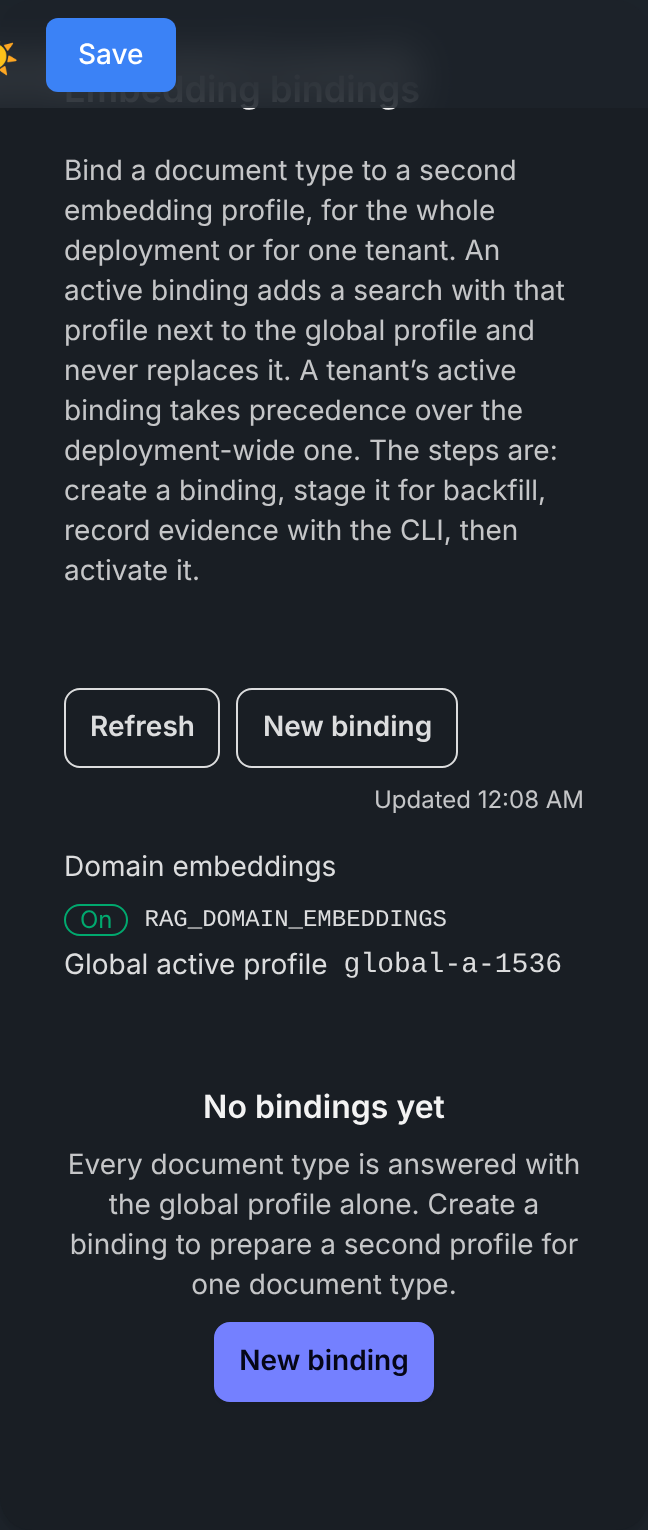 Save
Embedding bindings
Bind a document type to a second
embedding profile, for the whole
deployment or for one tenant. An
active binding adds a search with that
profile next to the global profile and
never replaces it. A tenant’s active
binding takes precedence over the
deployment-wide one. The steps are:
create a binding, stage it for backfill,
record evidence with the CLI, then
activate it.
Refresh
New binding
Updated 12:08 AM
Domain embeddings
On RAG_DOMAIN_EMBEDDINGS
Global active profile global-a-1536
No bindings yet
Every document type is answered with
the global profile alone. Create a
binding to prepare a second profile for
one document type.
New binding